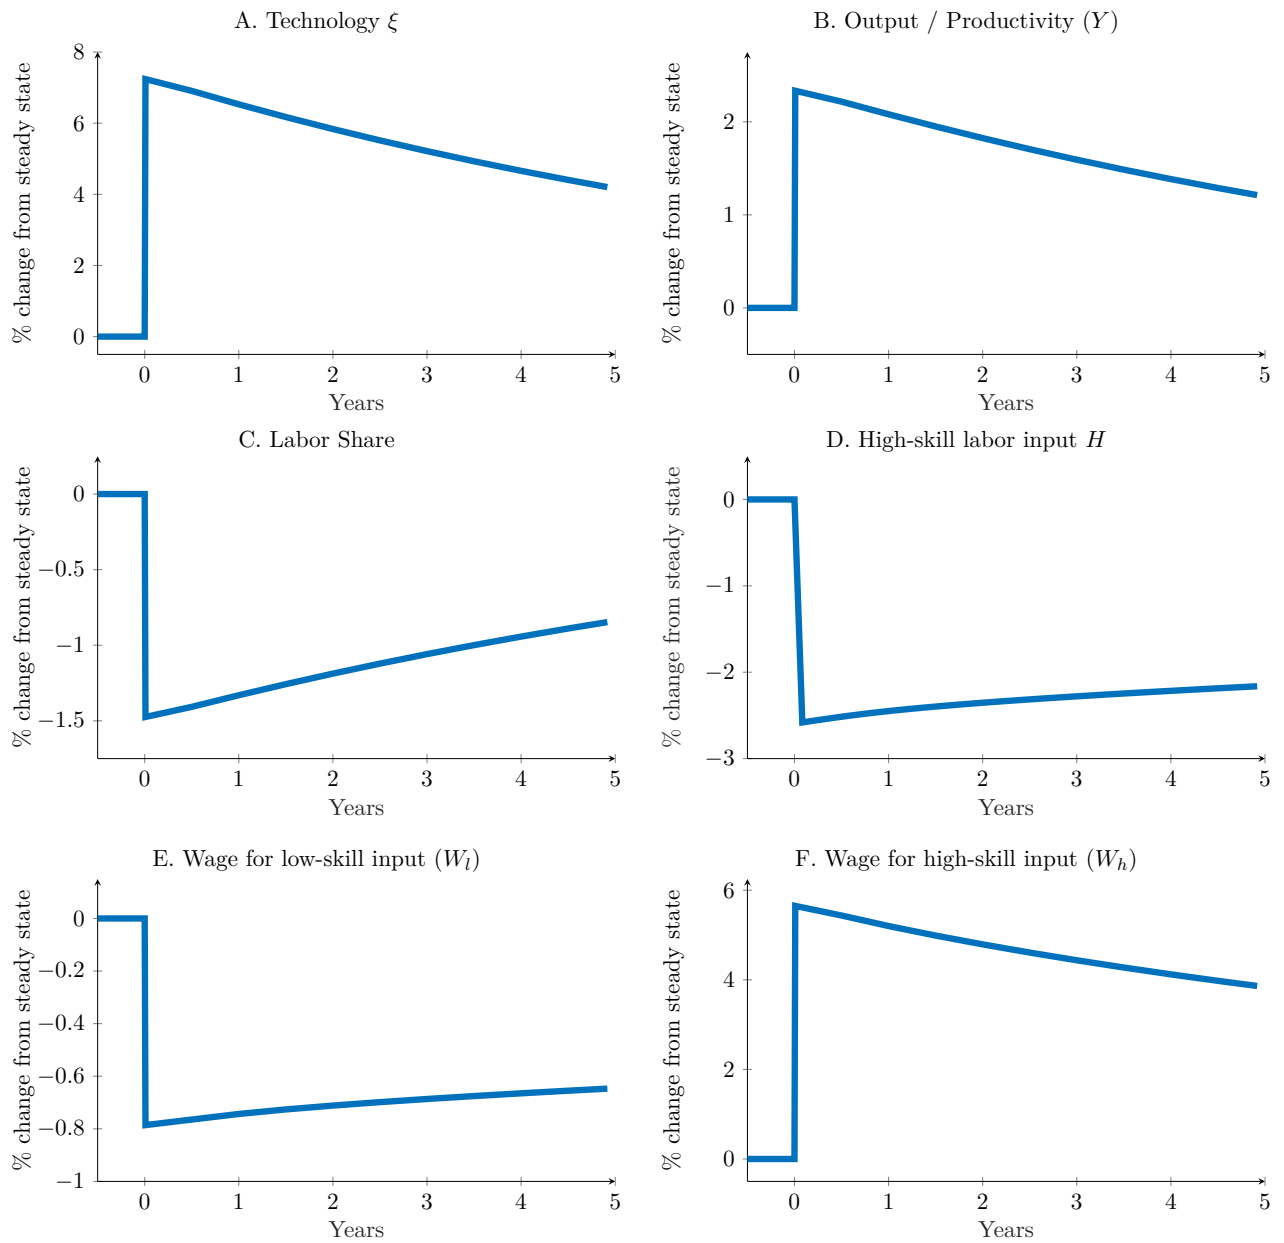 A. Technology ξ
% change from steady state
8
6
4
2
0
0 1 2 3 4 5
Years
B. Output / Productivity (Y)
% change from steady state
2
1
0
0 1 2 3 4 5
Years
C. Labor Share
% change from steady state
0
−0.5
−1
−1.5
0 1 2 3 4 5
Years
D. High-skill labor input H
% change from steady state
0
−1
−2
−3
0 1 2 3 4 5
Years
E. Wage for low-skill input (W_l)
% change from steady state
0
−0.2
−0.4
−0.6
−0.8
−1
0 1 2 3 4 5
Years
F. Wage for high-skill input (W_h)
% change from steady state
6
4
2
0
0 1 2 3 4 5
Years